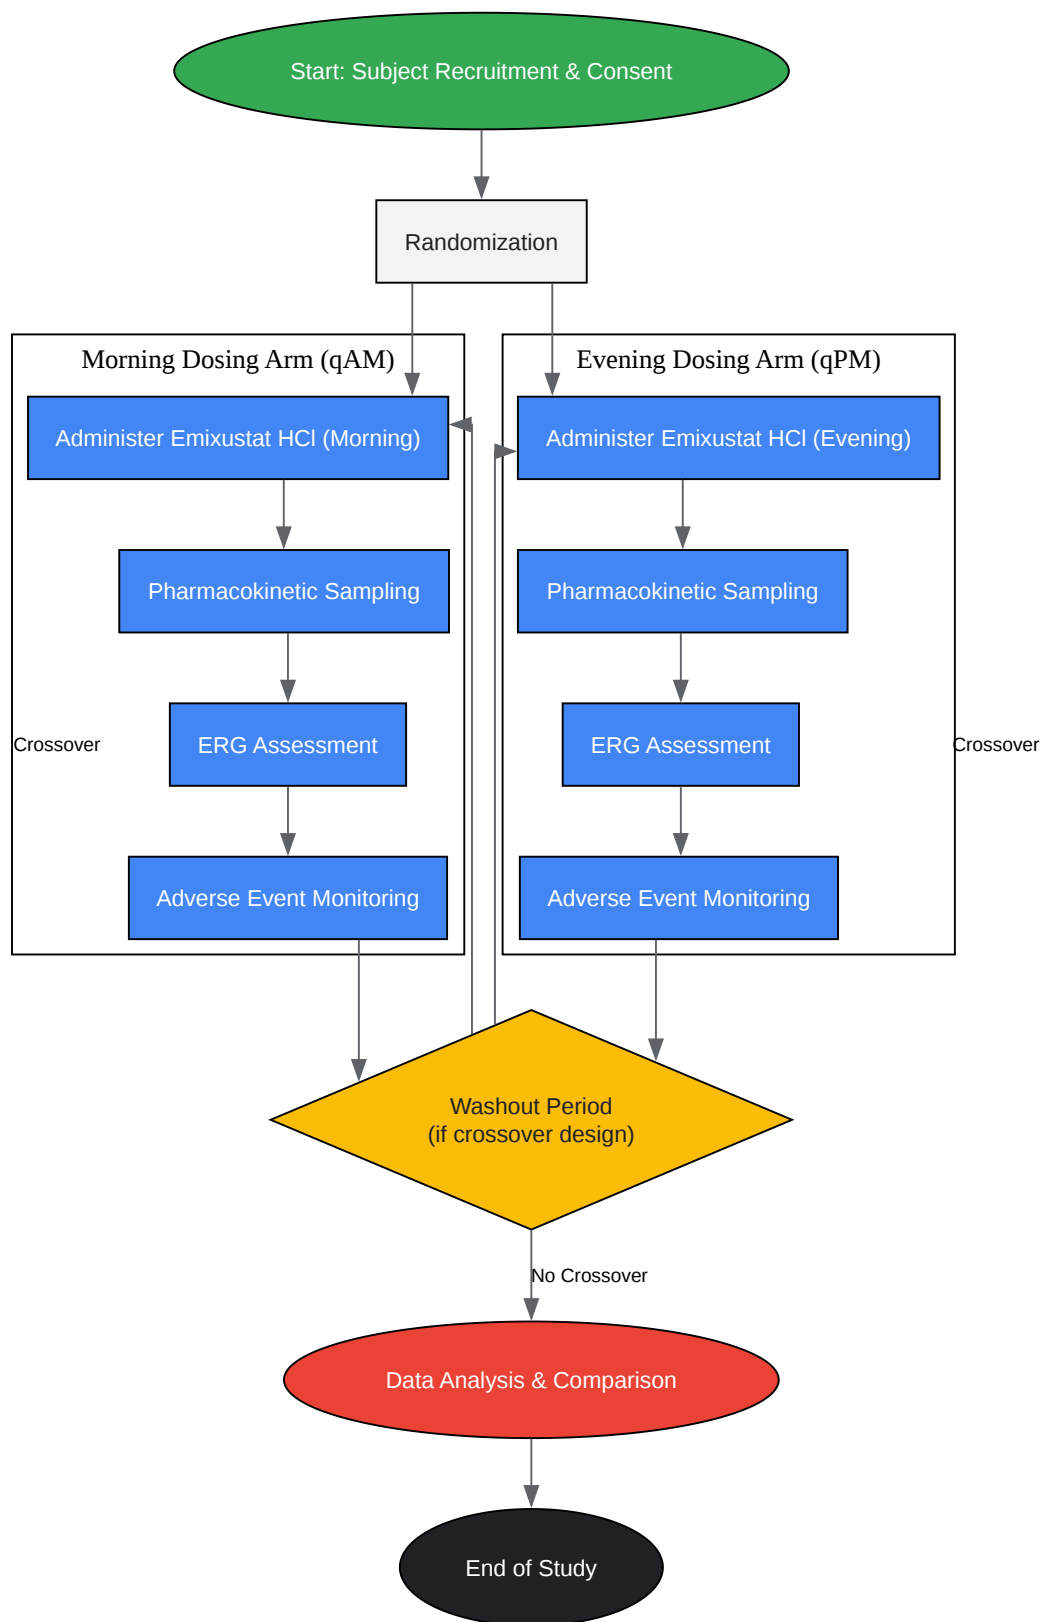 Start: Subject Recruitment & Consent
Randomization
Morning Dosing Arm (qAM)
Administer Emixustat HCl (Morning)
Pharmacokinetic Sampling
ERG Assessment
Crossover
Adverse Event Monitoring
Evening Dosing Arm (qPM)
Administer Emixustat HCl (Evening)
Pharmacokinetic Sampling
ERG Assessment
Crossover
Adverse Event Monitoring
Washout Period
(if crossover design)
No Crossover
Data Analysis & Comparison
End of Study